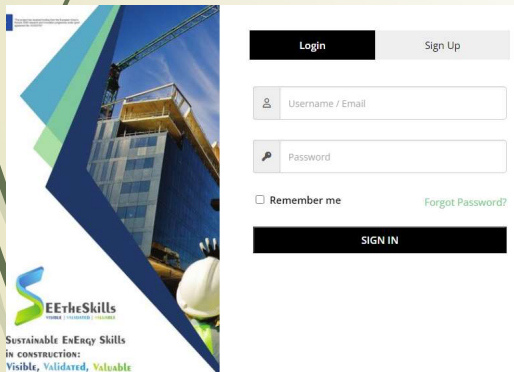 Login
Sign Up
Username / Email
Password
Remember me
Forgot Password?
SIGN IN
SEETHESkills
VISIBLE | VALIDATED | VALUABLE
SUSTAINABLE ENERGY SKILLS
IN CONSTRUCTION:
Visible, Validated, Valuable